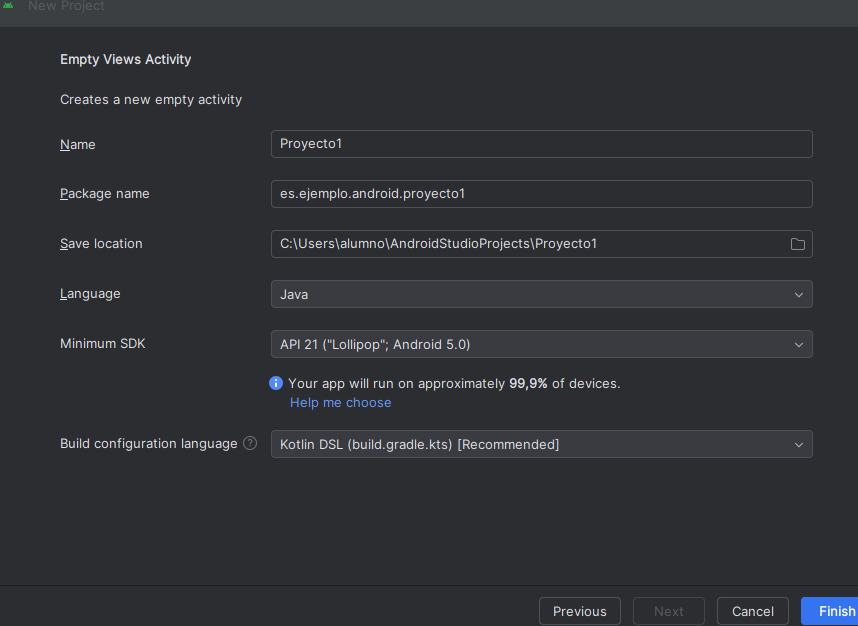 New Project
Empty Views Activity
Creates a new empty activity
Name
Proyecto1
Package name
es.ejemplo.android.proyecto1
Save location
C:\Users\alumno\AndroidStudioProjects\Proyecto1
Language
Java
Minimum SDK
API 21 ("Lollipop"; Android 5.0)
Your app will run on approximately 99,9% of devices.
Help me choose
Build configuration language ?
Kotlin DSL (build.gradle.kts) [Recommended]
Previous
Next
Cancel
Finish